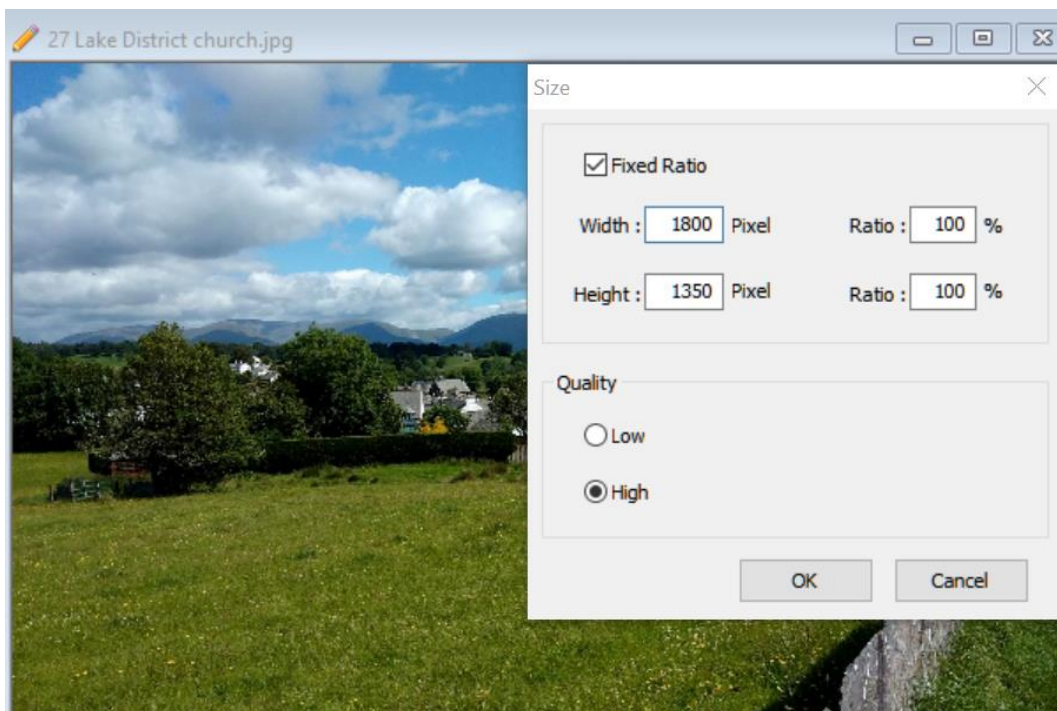 27 Lake District church.jpg
Size
Fixed Ratio
Width : 1800 Pixel Ratio : 100 %
Height : 1350 Pixel Ratio : 100 %
Quality
Low
High
OK Cancel